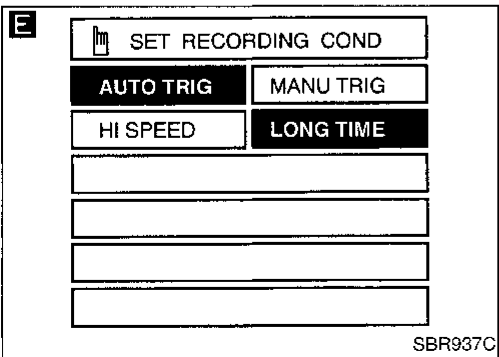 E
SET RECORDING COND
AUTO TRIG MANU TRIG
HI SPEED LONG TIME
SBR937C